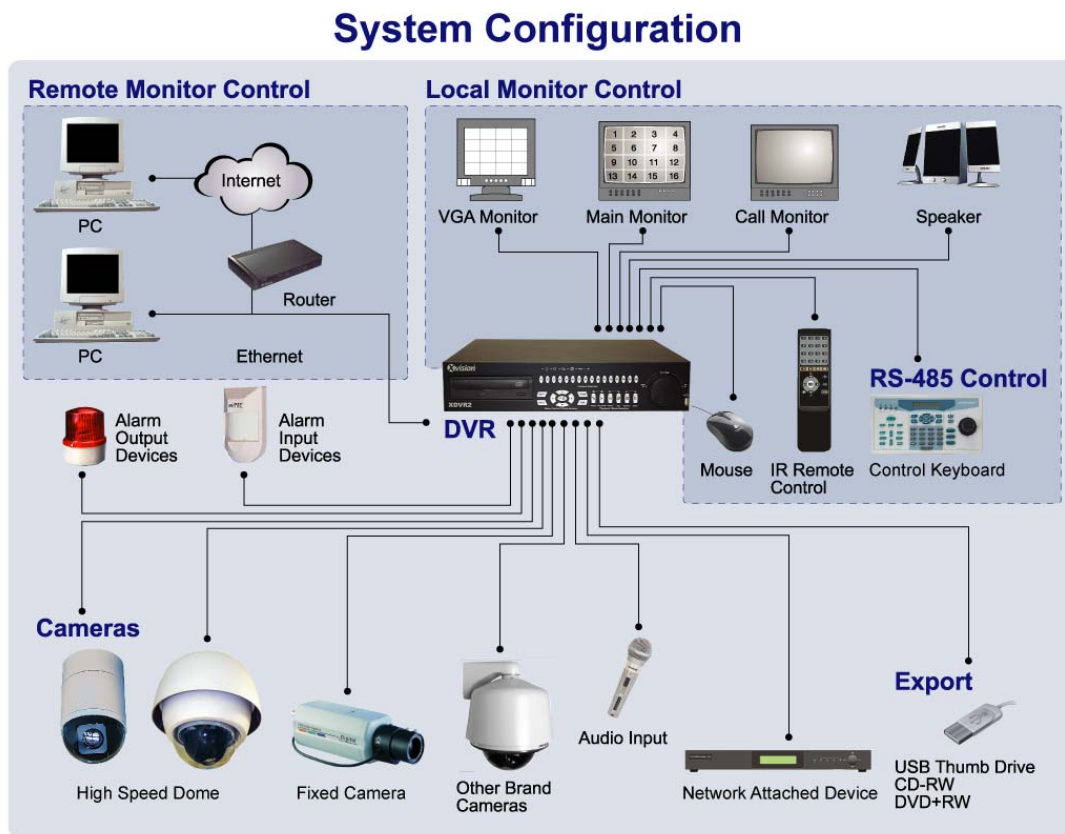 System Configuration
Remote Monitor Control
PC
Internet
Router
PC
Ethernet
Local Monitor Control
1 2 3 4
5 6 7 8
9 10 11 12
13 14 15 16
VGA Monitor
Main Monitor
Call Monitor
Speaker
Xvision
XDVR2
DVR
Mouse
IR Remote
Control
RS-485 Control
Control Keyboard
Alarm
Output
Devices
Alarm
Input
Devices
Cameras
High Speed Dome
Fixed Camera
Other Brand
Cameras
Audio Input
Network Attached Device
Export
USB Thumb Drive
CD-RW
DVD+RW